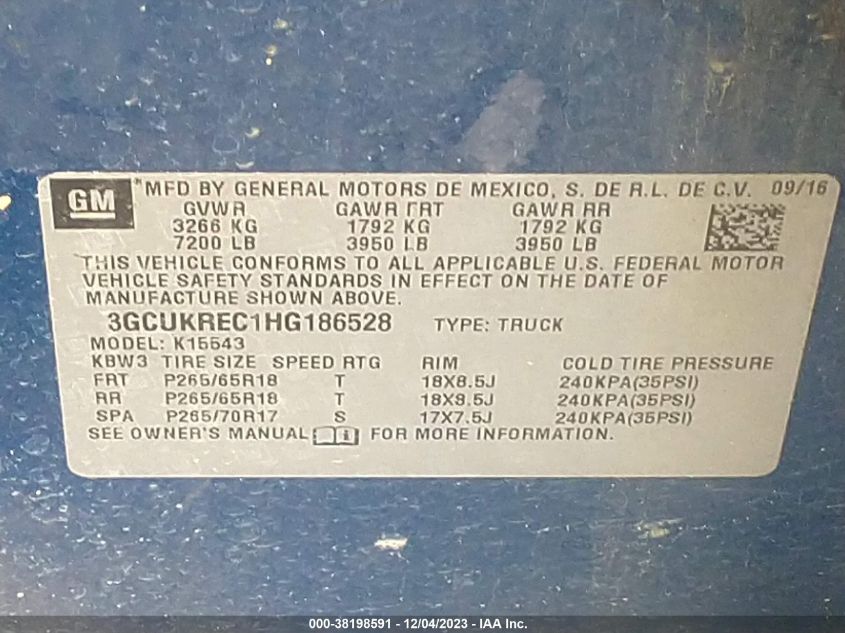 GM
*MFD BY GENERAL MOTORS DE MEXICO, S. DE R.L. DE C.V. 09/16
GVWR GAWR FRT GAWR RR
3266 KG 1792 KG 1792 KG
7200 LB 3950 LB 3950 LB
THIS VEHICLE CONFORMS TO ALL APPLICABLE U.S. FEDERAL MOTOR
VEHICLE SAFETY STANDARDS IN EFFECT ON THE DATE OF
MANUFACTURE SHOWN ABOVE.
3GCUKREC1HG186528 TYPE: TRUCK
MODEL: K15543
KBW3 TIRE SIZE SPEED RTG RIM COLD TIRE PRESSURE
FRT P265/65R18 T 18X8.5J 240KPA(35PSI)
RR P265/65R18 T 18X8.5J 240KPA(35PSI)
SPA P265/70R17 S 17X7.5J 240KPA(35PSI)
SEE OWNER'S MANUAL FOR MORE INFORMATION.
000-38198591 - 12/04/2023 - IAA Inc.